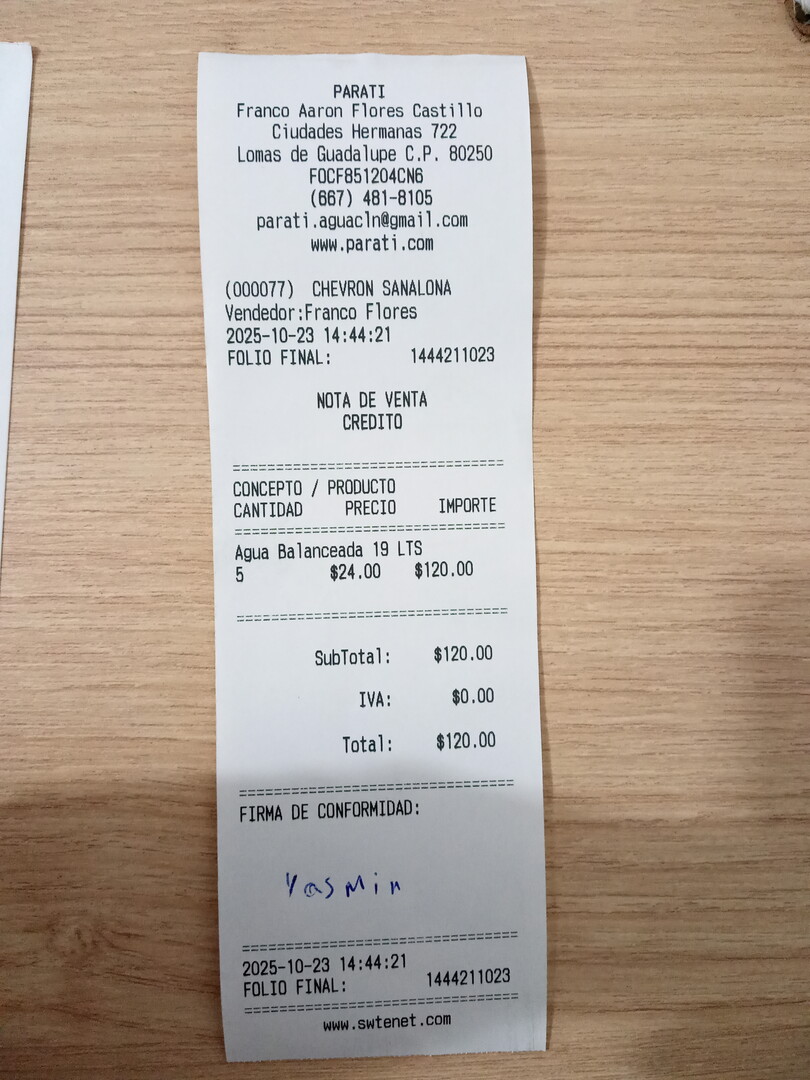 PARATI
Franco Aaron Flores Castillo
Ciudades Hermanas 722
Lomas de Guadalupe C.P. 80250
FOCF851204CN6
(667) 481-8105
parati.aguacln@gmail.com
www.parati.com
(000077) CHEVRON SANALONA
Vendedor:Franco Flores
2025-10-23 14:44:21
FOLIO FINAL: 1444211023
NOTA DE VENTA
CREDITO
===============================
CONCEPTO / PRODUCTO
CANTIDAD PRECIO IMPORTE
===============================
Agua Balanceada 19 LTS
5 $24.00 $120.00
===============================
SubTotal: $120.00
IVA: $0.00
Total: $120.00
===============================
FIRMA DE CONFORMIDAD:
Yasmin
===============================
2025-10-23 14:44:21
FOLIO FINAL: 1444211023
===============================
www.swtenet.com